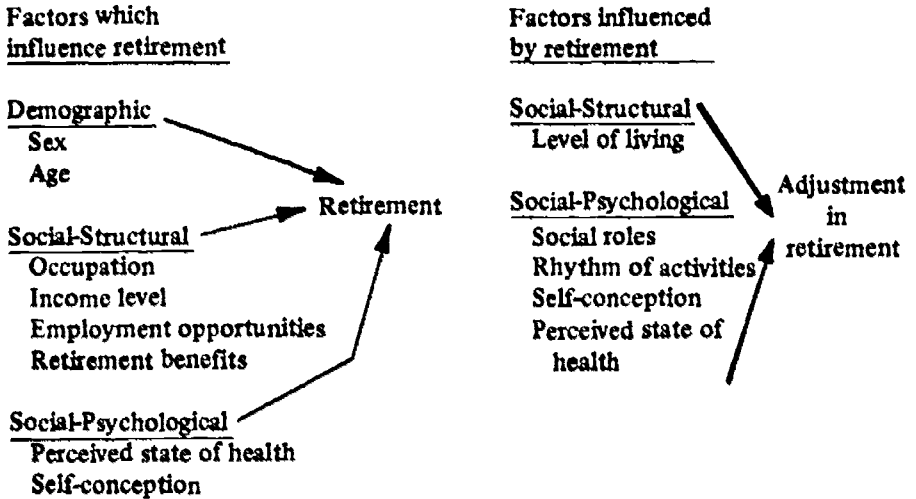 Factors which
influence retirement
Demographic
Sex
Age
Social-Structural
Occupation
Income level
Employment opportunities
Retirement benefits
Social-Psychological
Perceived state of health
Self-conception
Retirement
Factors influenced
by retirement
Social-Structural
Level of living
Social-Psychological
Social roles
Rhythm of activities
Self-conception
Perceived state of
health
Adjustment
in
retirement